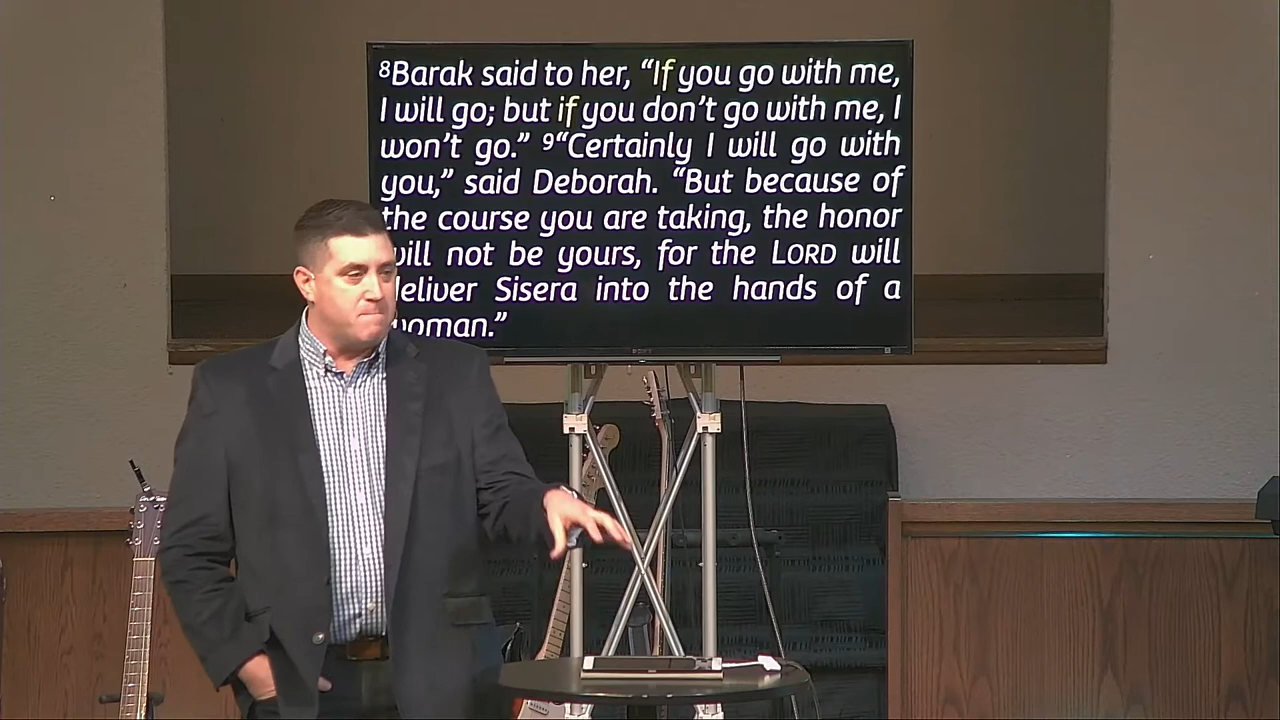 ⁸Barak said to her, “If you go with me,
I will go; but if you don’t go with me, I
won’t go.” ⁹“Certainly I will go with
you,” said Deborah. “But because of
the course you are taking, the honor
will not be yours, for the LORD will
deliver Sisera into the hands of a
woman.”